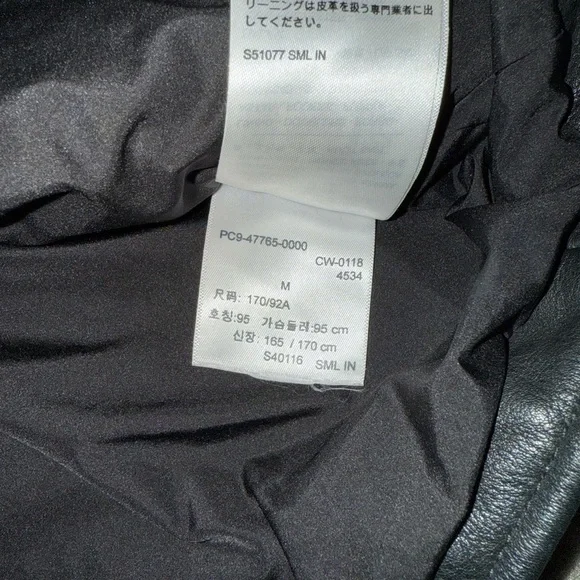 リーニングは皮革を扱う専門業者に出
してください。
S51077 SML IN
PC9-47765-0000
CW-0118
4534
M
尺码: 170/92A
호칭:95 가슴둘레:95 cm
신장: 165 / 170 cm
S40116 SML IN